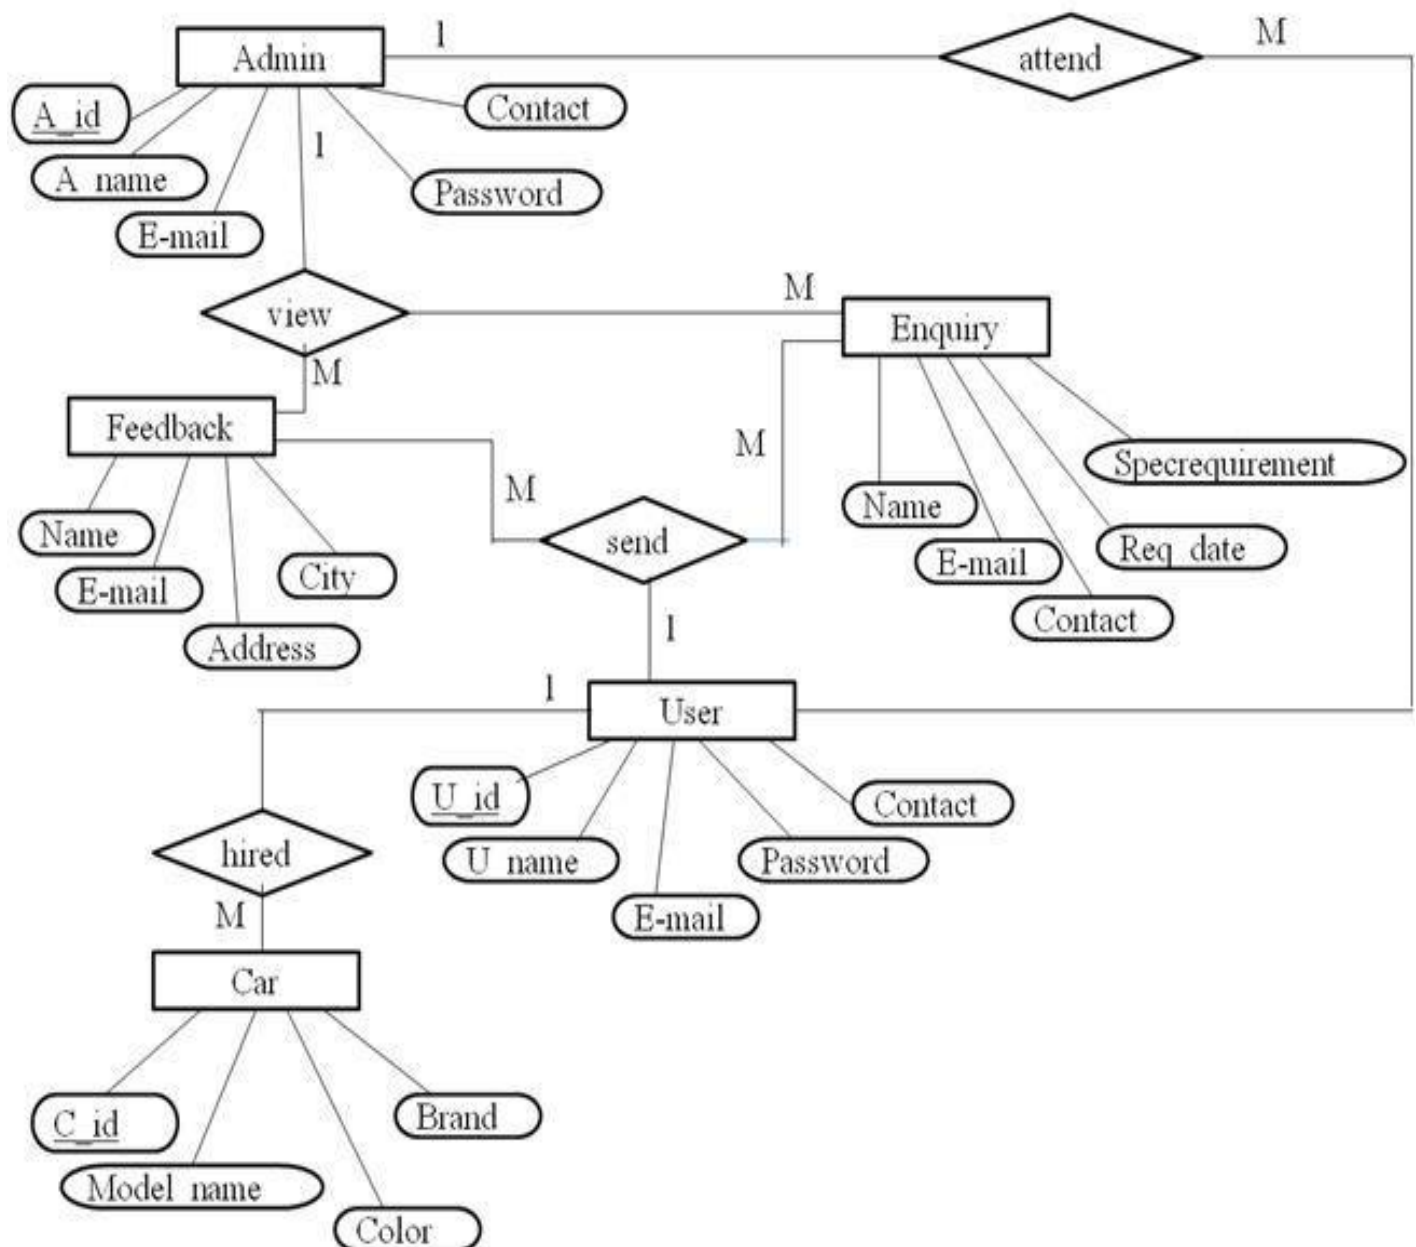 Admin
1
attend
M
A_id
Contact
1
A_name
Password
E-mail
view
M
Enquiry
M
Feedback
M
M
Specrequirement
Name
Name
send
Req_date
E-mail
City
E-mail
Address
Contact
1
1
User
U_id
Contact
hired
U_name
Password
M
E-mail
Car
C_id
Brand
Model_name
Color